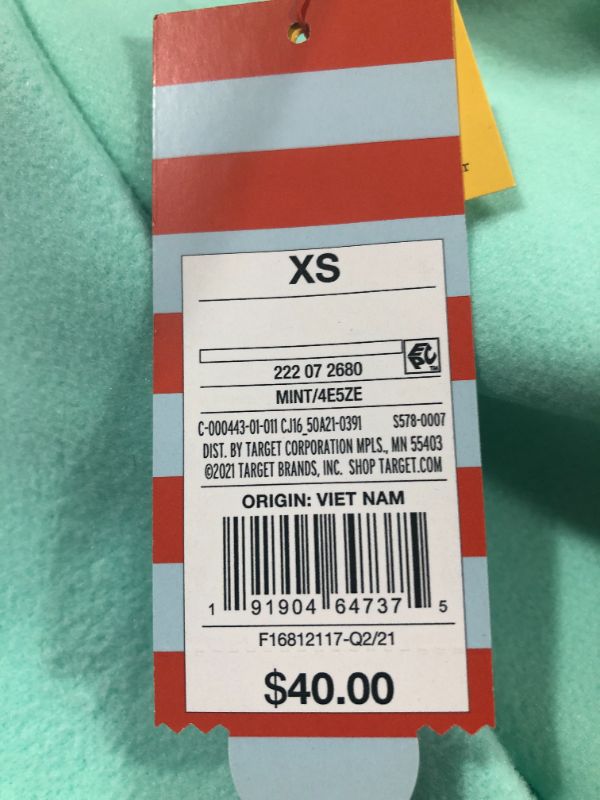 XS
EPC
TM
222 07 2680
MINT/4E5ZE
C-000443-01-011 CJ16_50A21-0391 S578-0007
DIST. BY TARGET CORPORATION MPLS., MN 55403
©2021 TARGET BRANDS, INC. SHOP TARGET.COM
ORIGIN: VIET NAM
1 91904 64737 5
F16812117-Q2/21
$40.00